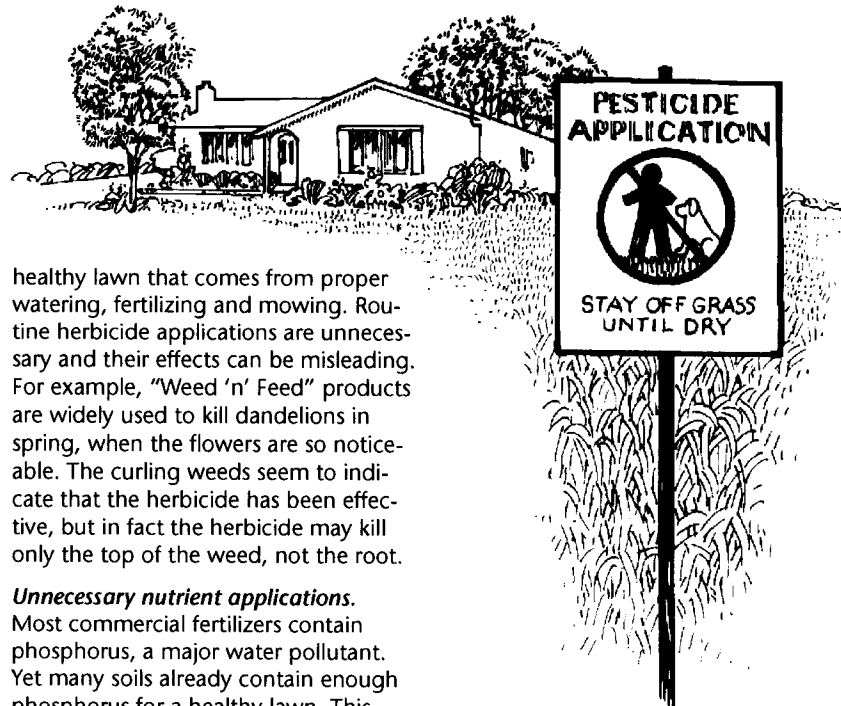 PESTICIDE
APPLICATION
STAY OFF GRASS
UNTIL DRY
healthy lawn that comes from proper
watering, fertilizing and mowing. Rou-
tine herbicide applications are unneces-
sary and their effects can be misleading.
For example, "Weed 'n' Feed" products
are widely used to kill dandelions in
spring, when the flowers are so notice-
able. The curling weeds seem to indi-
cate that the herbicide has been effec-
tive, but in fact the herbicide may kill
only the top of the weed, not the root.
Unnecessary nutrient applications.
Most commercial fertilizers contain
phosphorus, a major water pollutant.
Yet many soils already contain enough
phosphorus for a healthy lawn. This